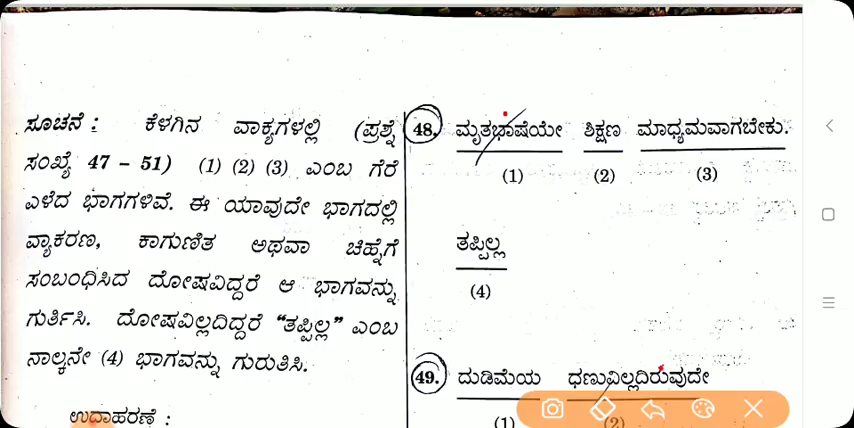 ಸೂಚನೆ : ಕೆಳಗಿನ ವಾಕ್ಯಗಳಲ್ಲಿ (ಪ್ರಶ್ನೆ
ಸಂಖ್ಯೆ 47 – 51) (1) (2) (3) ಎಂಬ ಗೆರೆ
ಎಳೆದ ಭಾಗಗಳಿವೆ. ಈ ಯಾವುದೇ ಭಾಗದಲ್ಲಿ
ವ್ಯಾಕರಣ, ಕಾಗುಣಿತ ಅಥವಾ ಚಿಹ್ನೆಗೆ
ಸಂಬಂಧಿಸಿದ ದೋಷವಿದ್ದರೆ ಆ ಭಾಗವನ್ನು
ಗುರ್ತಿಸಿ. ದೋಷವಿಲ್ಲದಿದ್ದರೆ "ತಪ್ಪಿಲ್ಲ" ಎಂಬ
ನಾಲ್ಕನೇ (4) ಭಾಗವನ್ನು ಗುರುತಿಸಿ.
ಉದಾಹರಣೆ :
48. ಮೃತಭಾಷೆಯೇ ಶಿಕ್ಷಣ ಮಾಧ್ಯಮವಾಗಬೇಕು.
(1) (2) (3)
ತಪ್ಪಿಲ್ಲ
(4)
49. ದುಡಿಮೆಯ ಧಣುವಿಲ್ಲದಿರುವುದೇ
(1) (2)